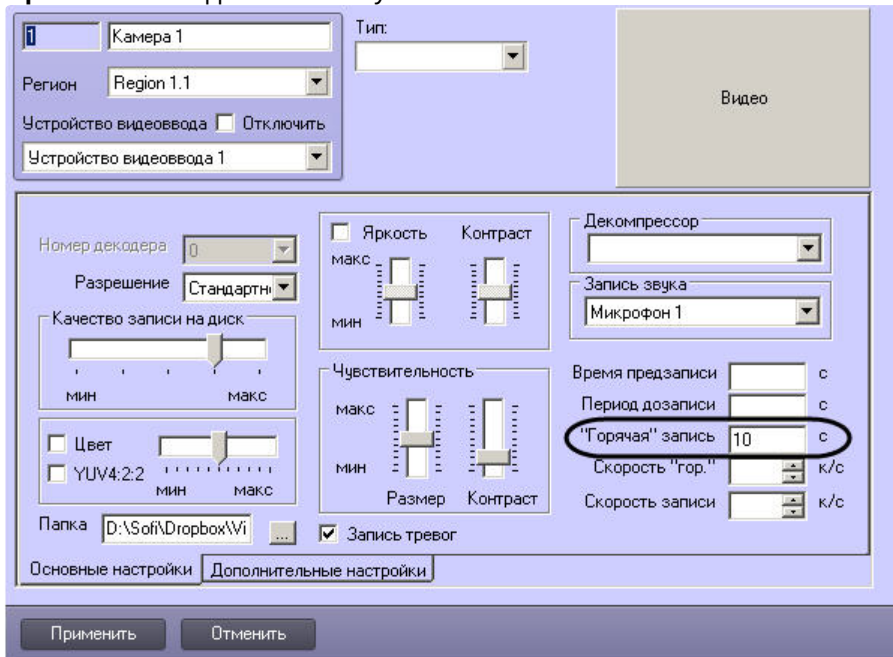 1 Камера 1 Тип:
Регион Region 1.1
Устройство видеоввода Отключить
Устройство видеоввода 1
Видео
Номер декодера 0
Разрешение Стандартн
Качество записи на диск
мин макс
Цвет
YUV4:2:2
мин макс
Папка D:\Sofi\Dropbox\Vi ...
Яркость Контраст
макс
мин
Чувствительность
макс
мин
Размер Контраст
Запись тревог
Декомпрессор
Запись звука
Микрофон 1
Время предзаписи с
Период дозаписи с
"Горячая" запись 10 с
Скорость "гор." к/с
Скорость записи к/с
Основные настройки Дополнительные настройки
Применить Отменить